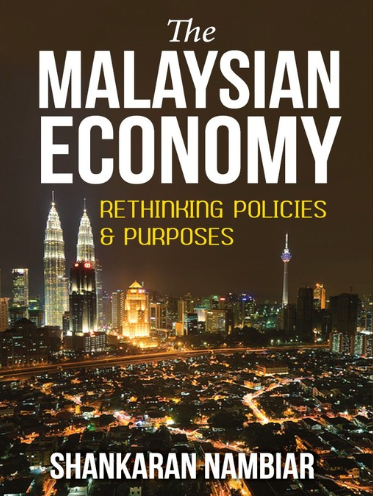 The
MALAYSIAN
ECONOMY
RETHINKING POLICIES
& PURPOSES
SHANKARAN NAMBIAR